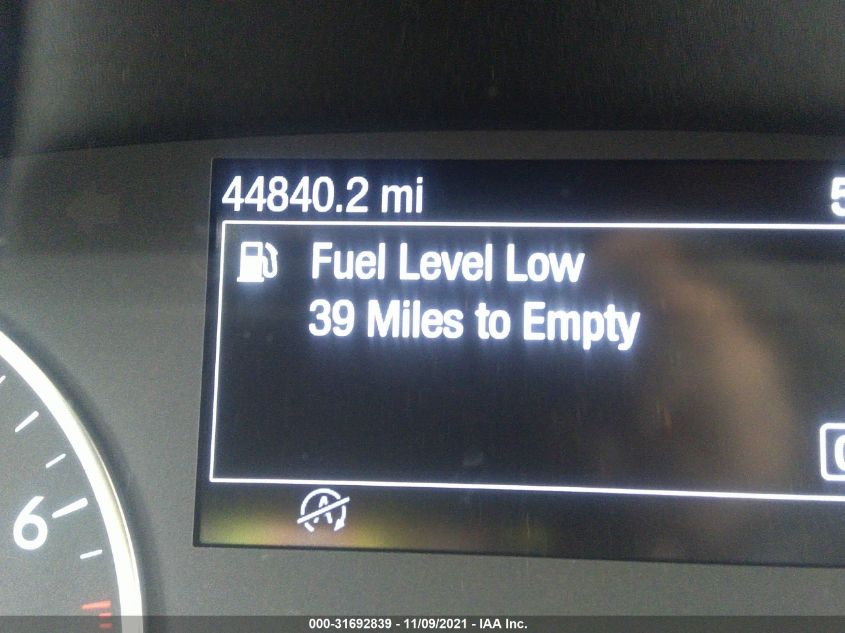 44840.2 mi
Fuel Level Low
39 Miles to Empty
6
000-31692839 - 11/09/2021 - IAA Inc.